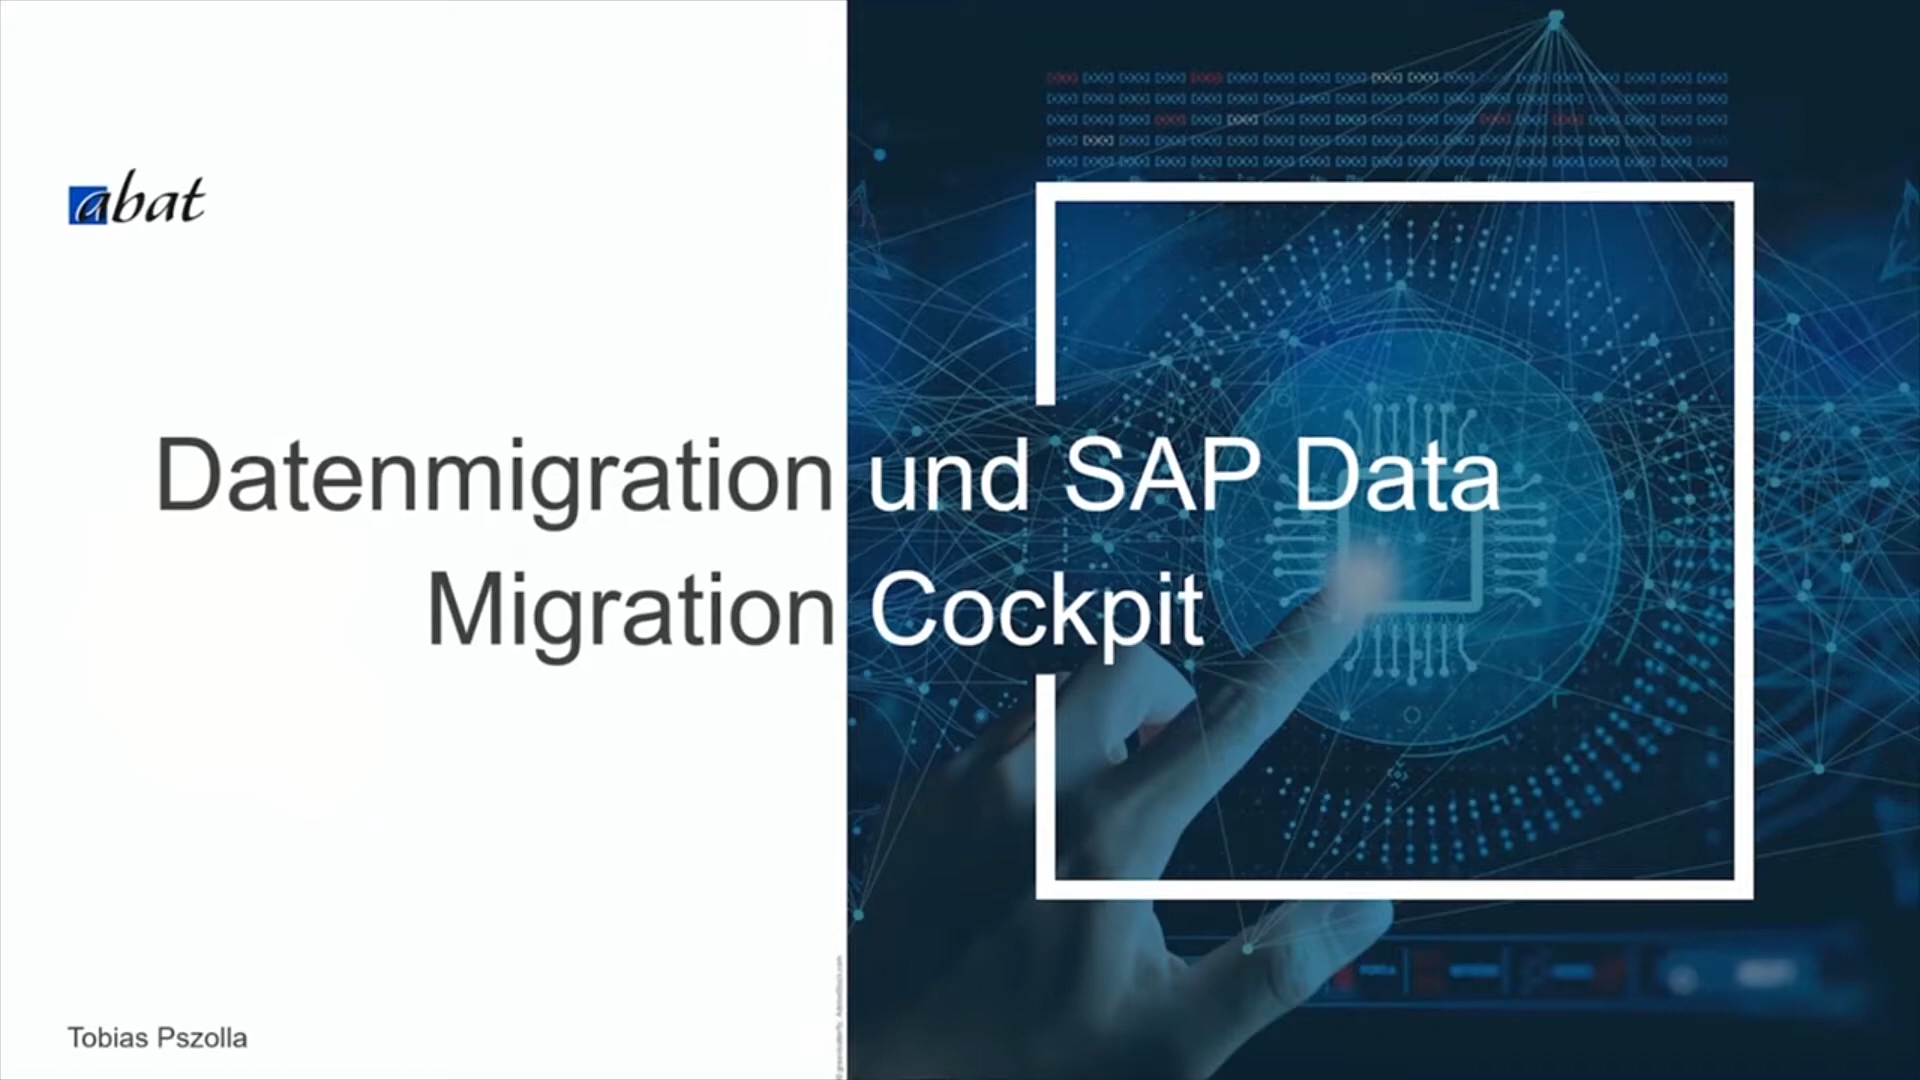 abat
Datenmigration und SAP Data
Migration Cockpit
Tobias Pszolla